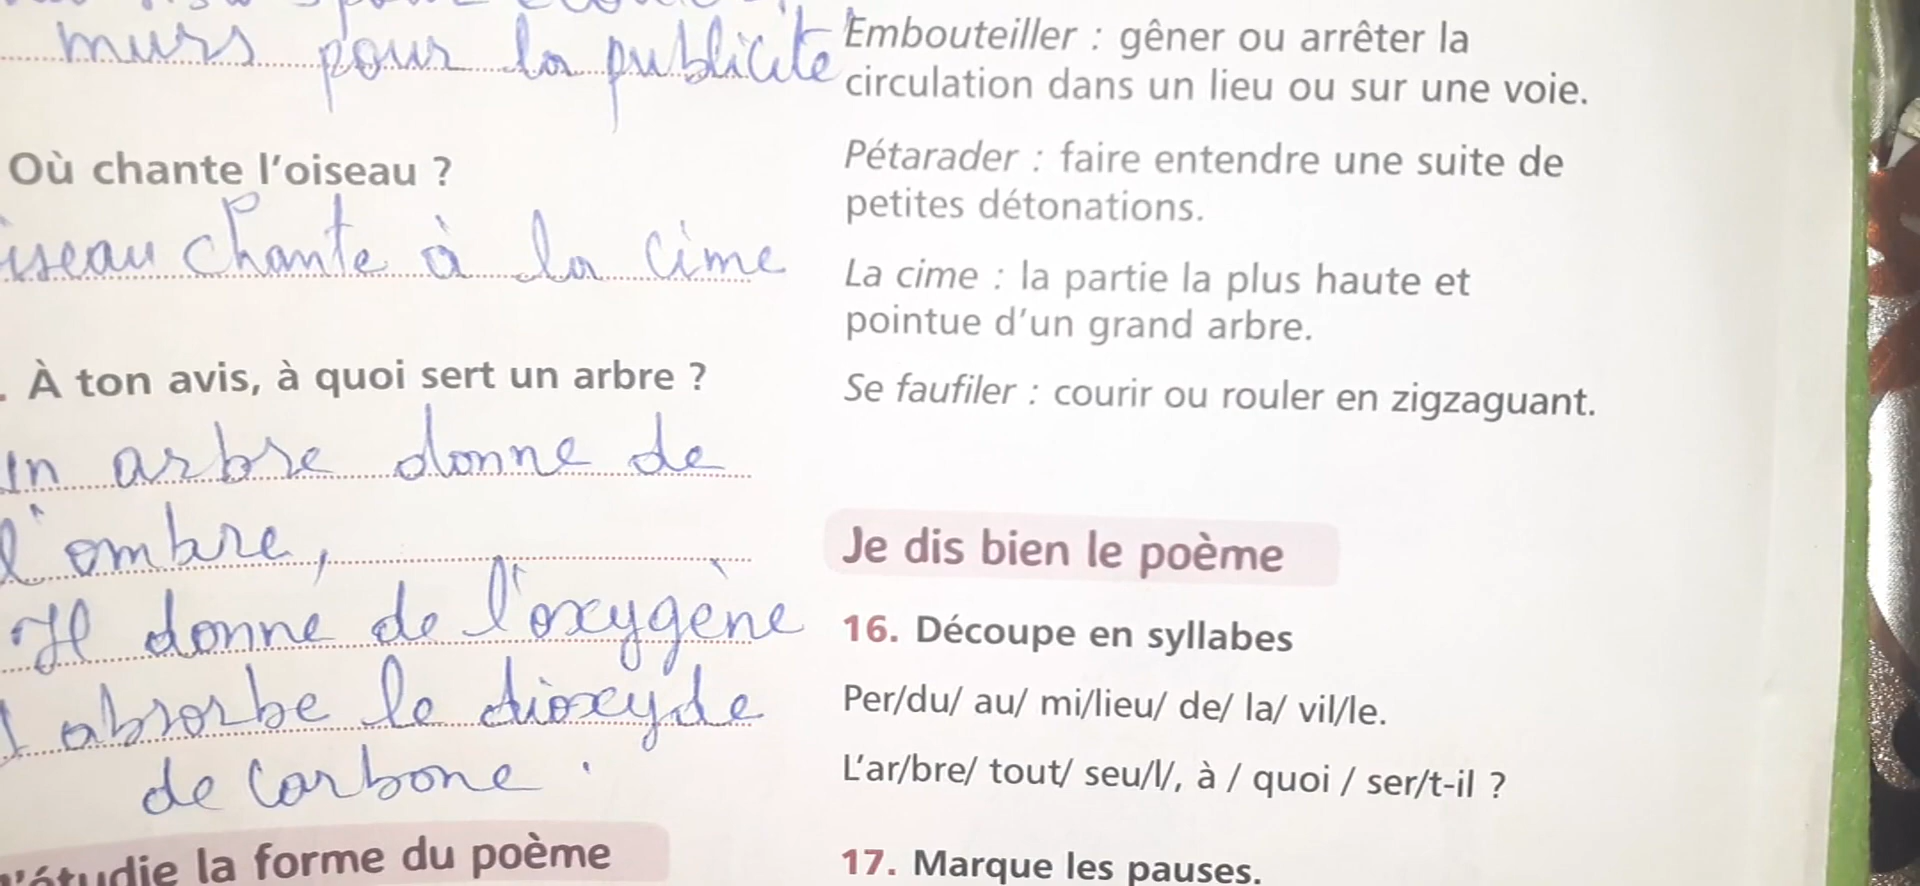 murs pour la publicité
Où chante l'oiseau ?
iseau chante à la cime
. À ton avis, à quoi sert un arbre ?
un arbre donne de
l'ombre,
Il donne de l'oxygène
absorbe le dioxyde
de carbone.
J'étudie la forme du poème
Embouteiller : gêner ou arrêter la
circulation dans un lieu ou sur une voie.
Pétarader : faire entendre une suite de
petites détonations.
La cime : la partie la plus haute et
pointue d'un grand arbre.
Se faufiler : courir ou rouler en zigzaguant.
Je dis bien le poème
16. Découpe en syllabes
Per/du/ au/ mi/lieu/ de/ la/ vil/le.
L'ar/bre/ tout/ seu/l/, à / quoi / ser/t-il ?
17. Marque les pauses.